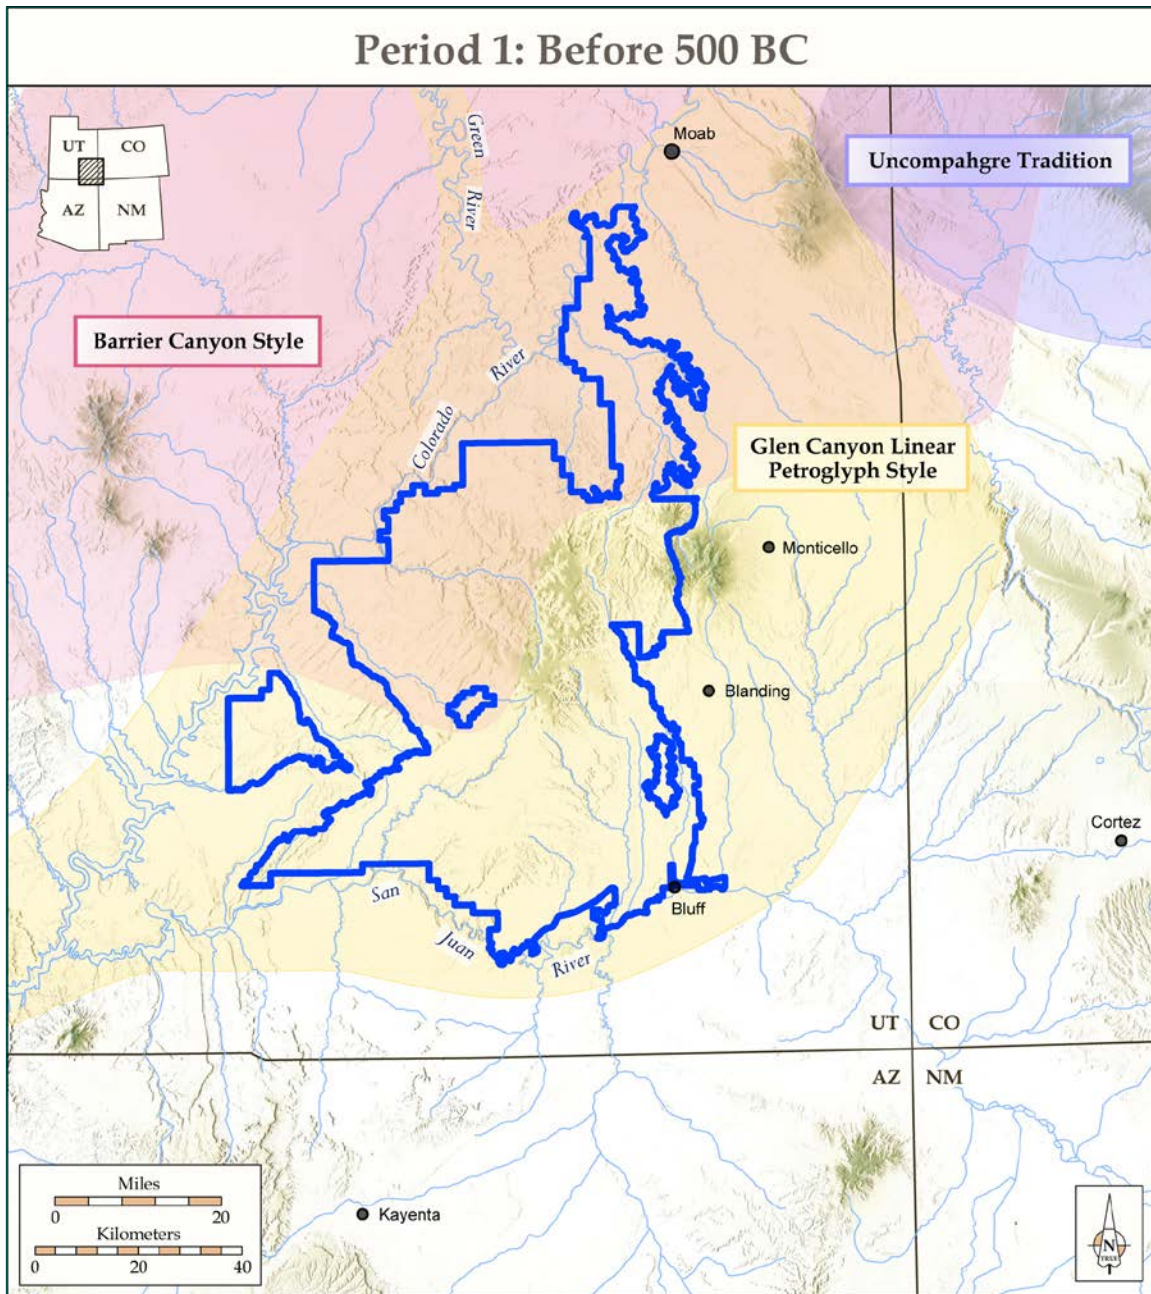 Period 1: Before 500 BC
UT
CO
AZ
NM
Green
River
Moab
Uncompahgre Tradition
Barrier Canyon Style
River
Colorado
Glen Canyon Linear
Petroglyph Style
Monticello
Blanding
Cortez
San
Juan
River
Bluff
UT
CO
AZ
NM
Kayenta
Miles
0
20
Kilometers
0
20
40
N
TRUE